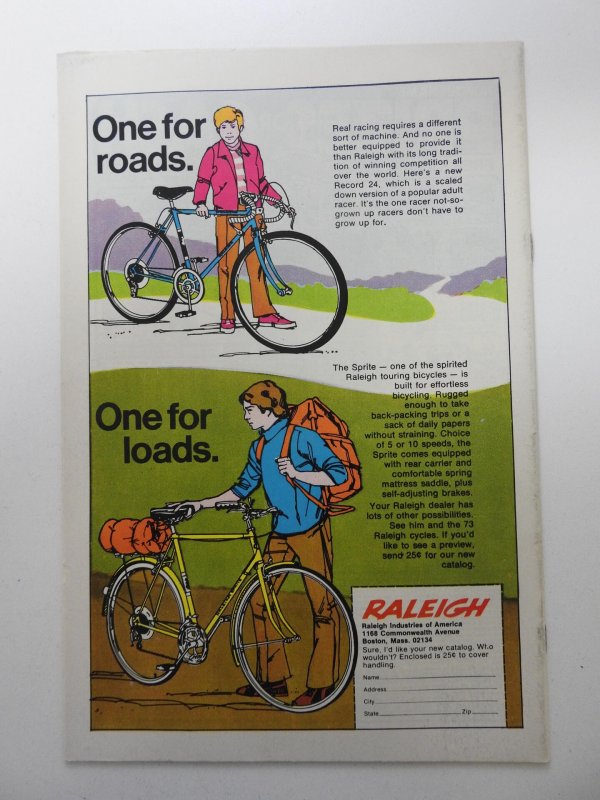 One for
roads.
Real racing requires a different
sort of machine. And no one is
better equipped to provide it
than Raleigh with its long tradi-
tion of winning competition all
over the world. Here's a new
Record 24, which is a scaled
down version of a popular adult
racer. It's the one racer not-so-
grown up racers don't have to
grow up for.
The Sprite — one of the spirited
Raleigh touring bicycles — is
built for effortless
bicycling. Rugged
enough to take
back-packing trips or a
sack of daily papers
without straining. Choice
of 5 or 10 speeds, the
Sprite comes equipped
with rear carrier and
comfortable spring
mattress saddle, plus
self-adjusting brakes.
Your Raleigh dealer has
lots of other possibilities.
See him and the 73
Raleigh cycles. If you'd
like to see a preview,
send 25¢ for our new
catalog.
One for
loads.
RALEIGH
Raleigh Industries of America
1168 Commonwealth Avenue
Boston, Mass. 02134
Sure, I'd like your new catalog. Who
wouldn't? Enclosed is 25¢ to cover
handling.
Name
Address
City
State Zip